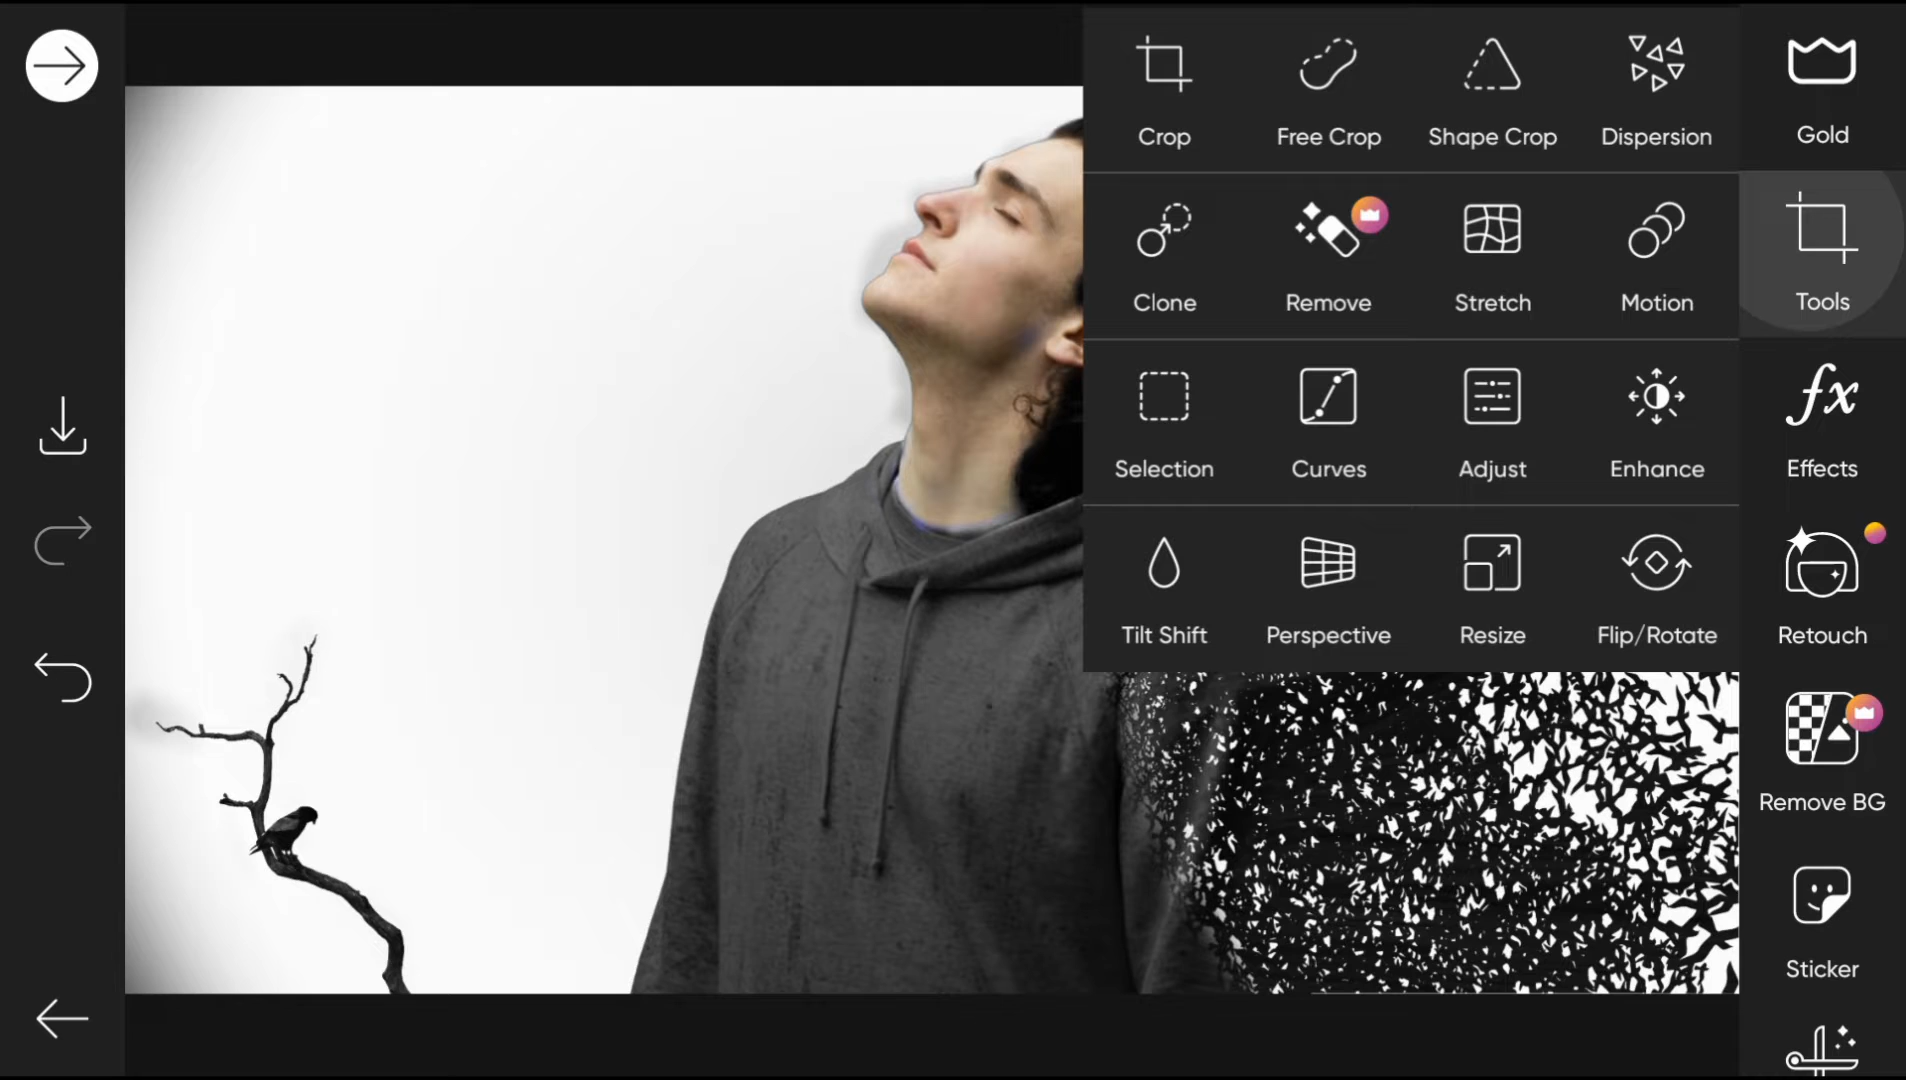 Crop
Free Crop
Shape Crop
Dispersion
Gold
Clone
Remove
Stretch
Motion
Tools
Selection
Curves
Adjust
Enhance
fx
Effects
Tilt Shift
Perspective
Resize
Flip/Rotate
Retouch
Remove BG
Sticker